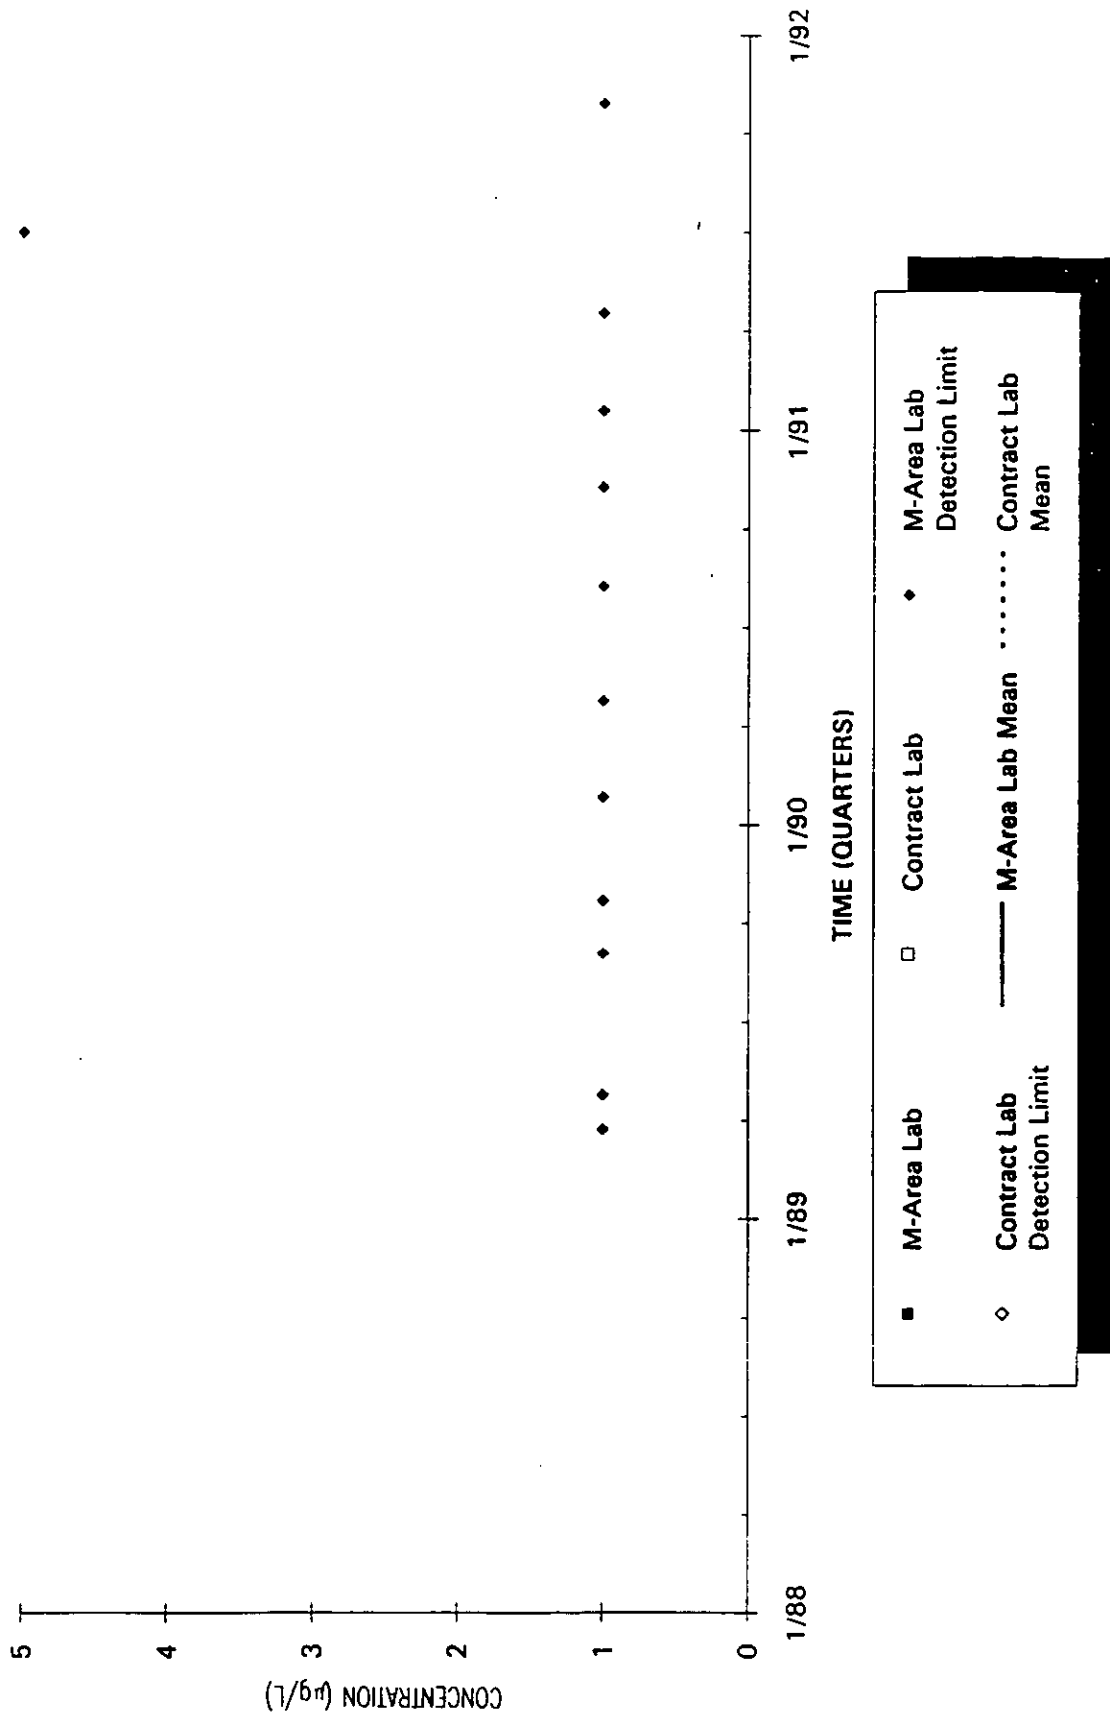 CONCENTRATION (µg/L)
5
4
3
2
1
0
1/88
1/89
1/90
1/91
1/92
TIME (QUARTERS)
M-Area Lab
Contract Lab
M-Area Lab
Detection Limit
Contract Lab
Detection Limit
M-Area Lab Mean
Contract Lab
Mean